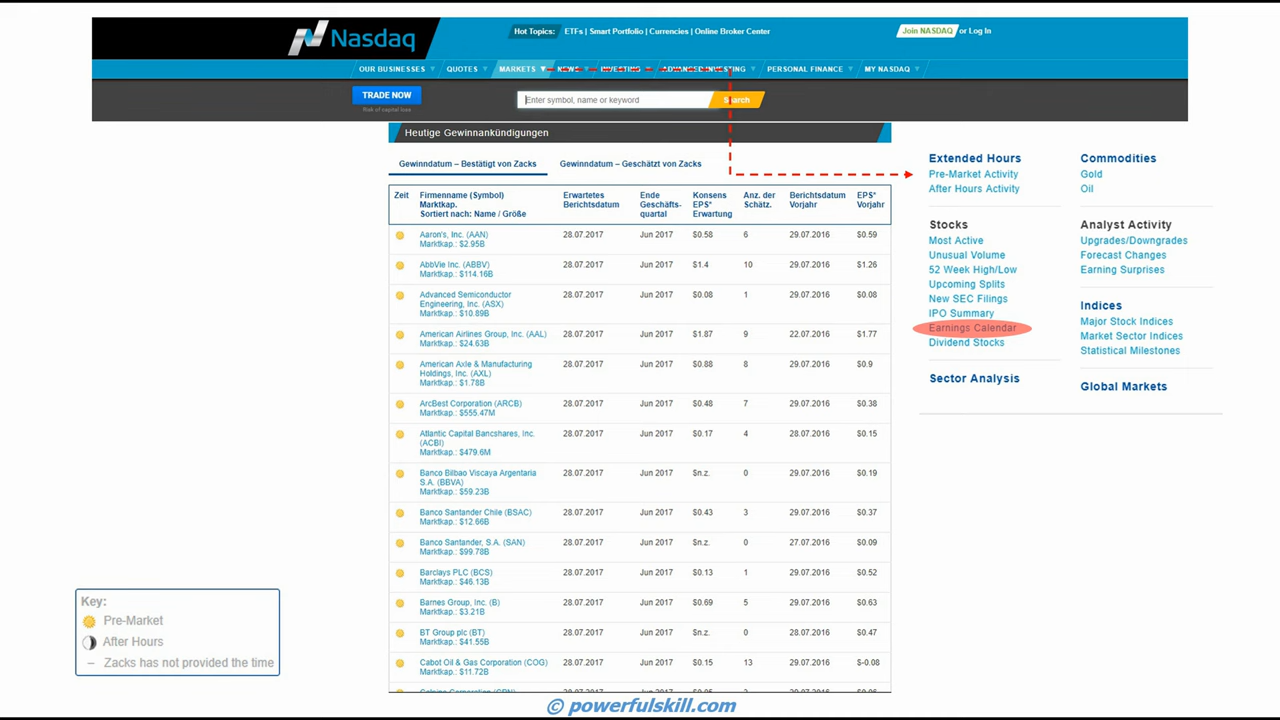 Nasdaq
Hot Topics: ETFs | Smart Portfolio | Currencies | Online Broker Center
Join NASDAQ or Log In
OUR BUSINESSES QUOTES MARKETS NEWS INVESTING ADVANCED INVESTING PERSONAL FINANCE MY NASDAQ
TRADE NOW
Risk of capital loss
Enter symbol, name or keyword
Search
Heutige Gewinnankündigungen
Gewinndatum – Bestätigt von Zacks Gewinndatum – Geschätzt von Zacks
Zeit Firmenname (Symbol) Erwartetes Ende Konsens Anz. der Berichtsdatum EPS*
Marktkap. Berichtsdatum Geschäfts- EPS* Schätz. Vorjahr Vorjahr
Sortiert nach: Name / Größe quartal Erwartung
Aaron's, Inc. (AAN) 28.07.2017 Jun 2017 $0.58 6 29.07.2016 $0.59
Marktkap.: $2.95B
AbbVie Inc. (ABBV) 28.07.2017 Jun 2017 $1.4 10 29.07.2016 $1.26
Marktkap.: $114.16B
Advanced Semiconductor 28.07.2017 Jun 2017 $0.08 1 29.07.2016 $0.08
Engineering, Inc. (ASX)
Marktkap.: $10.89B
American Airlines Group, Inc. (AAL) 28.07.2017 Jun 2017 $1.87 9 22.07.2016 $1.77
Marktkap.: $24.63B
American Axle & Manufacturing 28.07.2017 Jun 2017 $0.88 8 29.07.2016 $0.9
Holdings, Inc. (AXL)
Marktkap.: $1.78B
ArcBest Corporation (ARCB) 28.07.2017 Jun 2017 $0.48 7 29.07.2016 $0.38
Marktkap.: $555.47M
Atlantic Capital Bancshares, Inc. 28.07.2017 Jun 2017 $0.17 4 28.07.2016 $0.15
(ACBI)
Marktkap.: $479.6M
Banco Bilbao Viscaya Argentaria 28.07.2017 Jun 2017 $n.z. 0 29.07.2016 $0.19
S.A. (BBVA)
Marktkap.: $59.23B
Banco Santander Chile (BSAC) 28.07.2017 Jun 2017 $0.43 3 29.07.2016 $0.37
Marktkap.: $12.66B
Banco Santander, S.A. (SAN) 28.07.2017 Jun 2017 $n.z. 0 27.07.2016 $0.09
Marktkap.: $99.78B
Barclays PLC (BCS) 28.07.2017 Jun 2017 $0.13 1 29.07.2016 $0.52
Marktkap.: $46.13B
Barnes Group, Inc. (B) 28.07.2017 Jun 2017 $0.69 5 29.07.2016 $0.63
Marktkap.: $3.21B
BT Group plc (BT) 28.07.2017 Jun 2017 $n.z. 0 28.07.2016 $0.47
Marktkap.: $41.55B
Cabot Oil & Gas Corporation (COG) 28.07.2017 Jun 2017 $0.15 13 29.07.2016 $-0.08
Marktkap.: $11.72B
Extended Hours
Pre-Market Activity
After Hours Activity
Stocks
Most Active
Unusual Volume
52 Week High/Low
Upcoming Splits
New SEC Filings
IPO Summary
Earnings Calendar
Dividend Stocks
Sector Analysis
Commodities
Gold
Oil
Analyst Activity
Upgrades/Downgrades
Forecast Changes
Earning Surprises
Indices
Major Stock Indices
Market Sector Indices
Statistical Milestones
Global Markets
Key:
Pre-Market
After Hours
– Zacks has not provided the time
© powerfulskill.com